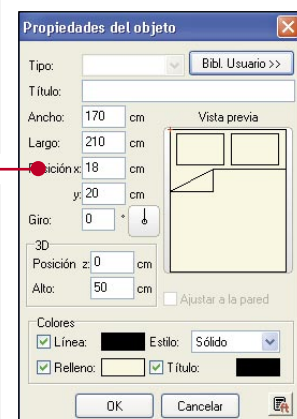 Propiedades del objeto
Tipo: Bibl. Usuario >>
Título:
Ancho: 170 cm Vista previa
Largo: 210 cm
sición x: 18 cm
y: 20 cm
Giro: 0 °
3D
Posición z: 0 cm
Alto: 50 cm
Ajustar a la pared
Colores
Línea: Estilo: Sólido
Relleno: Título:
OK Cancelar